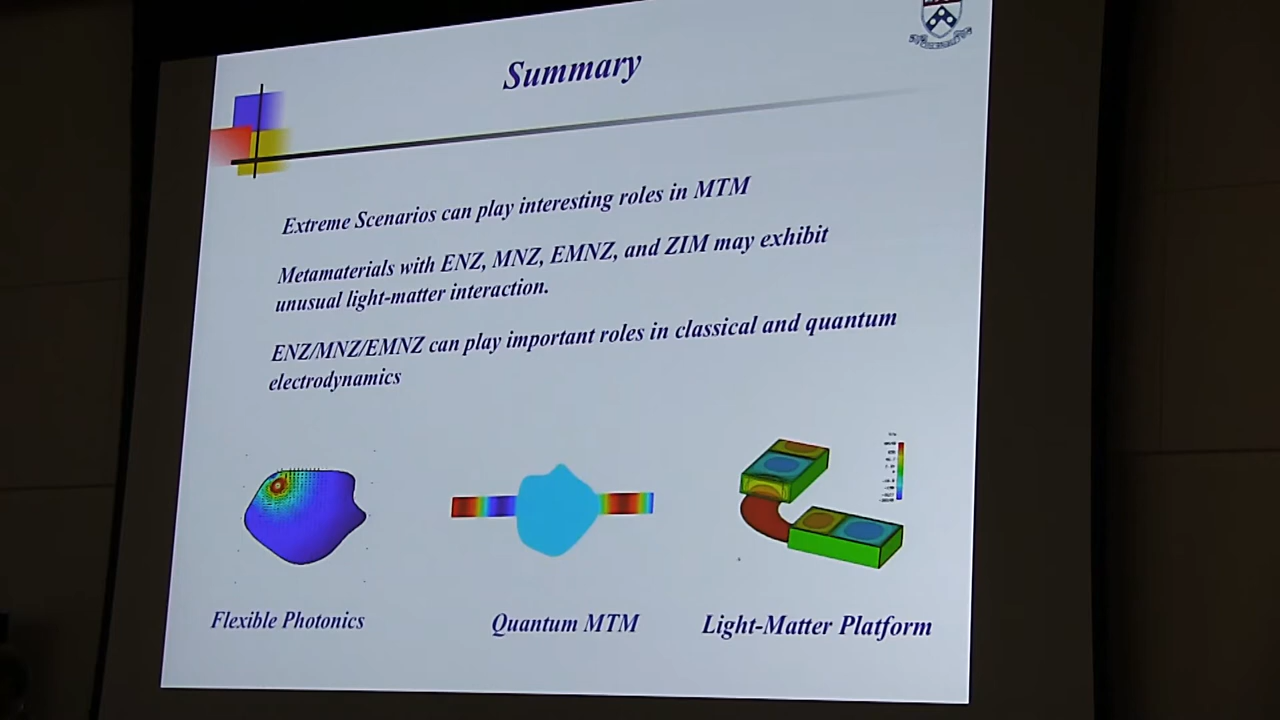 Summary
Extreme Scenarios can play interesting roles in MTM
Metamaterials with ENZ, MNZ, EMNZ, and ZIM may exhibit
unusual light-matter interaction.
ENZ/MNZ/EMNZ can play important roles in classical and quantum
electrodynamics
Flexible Photonics
Quantum MTM
Light-Matter Platform